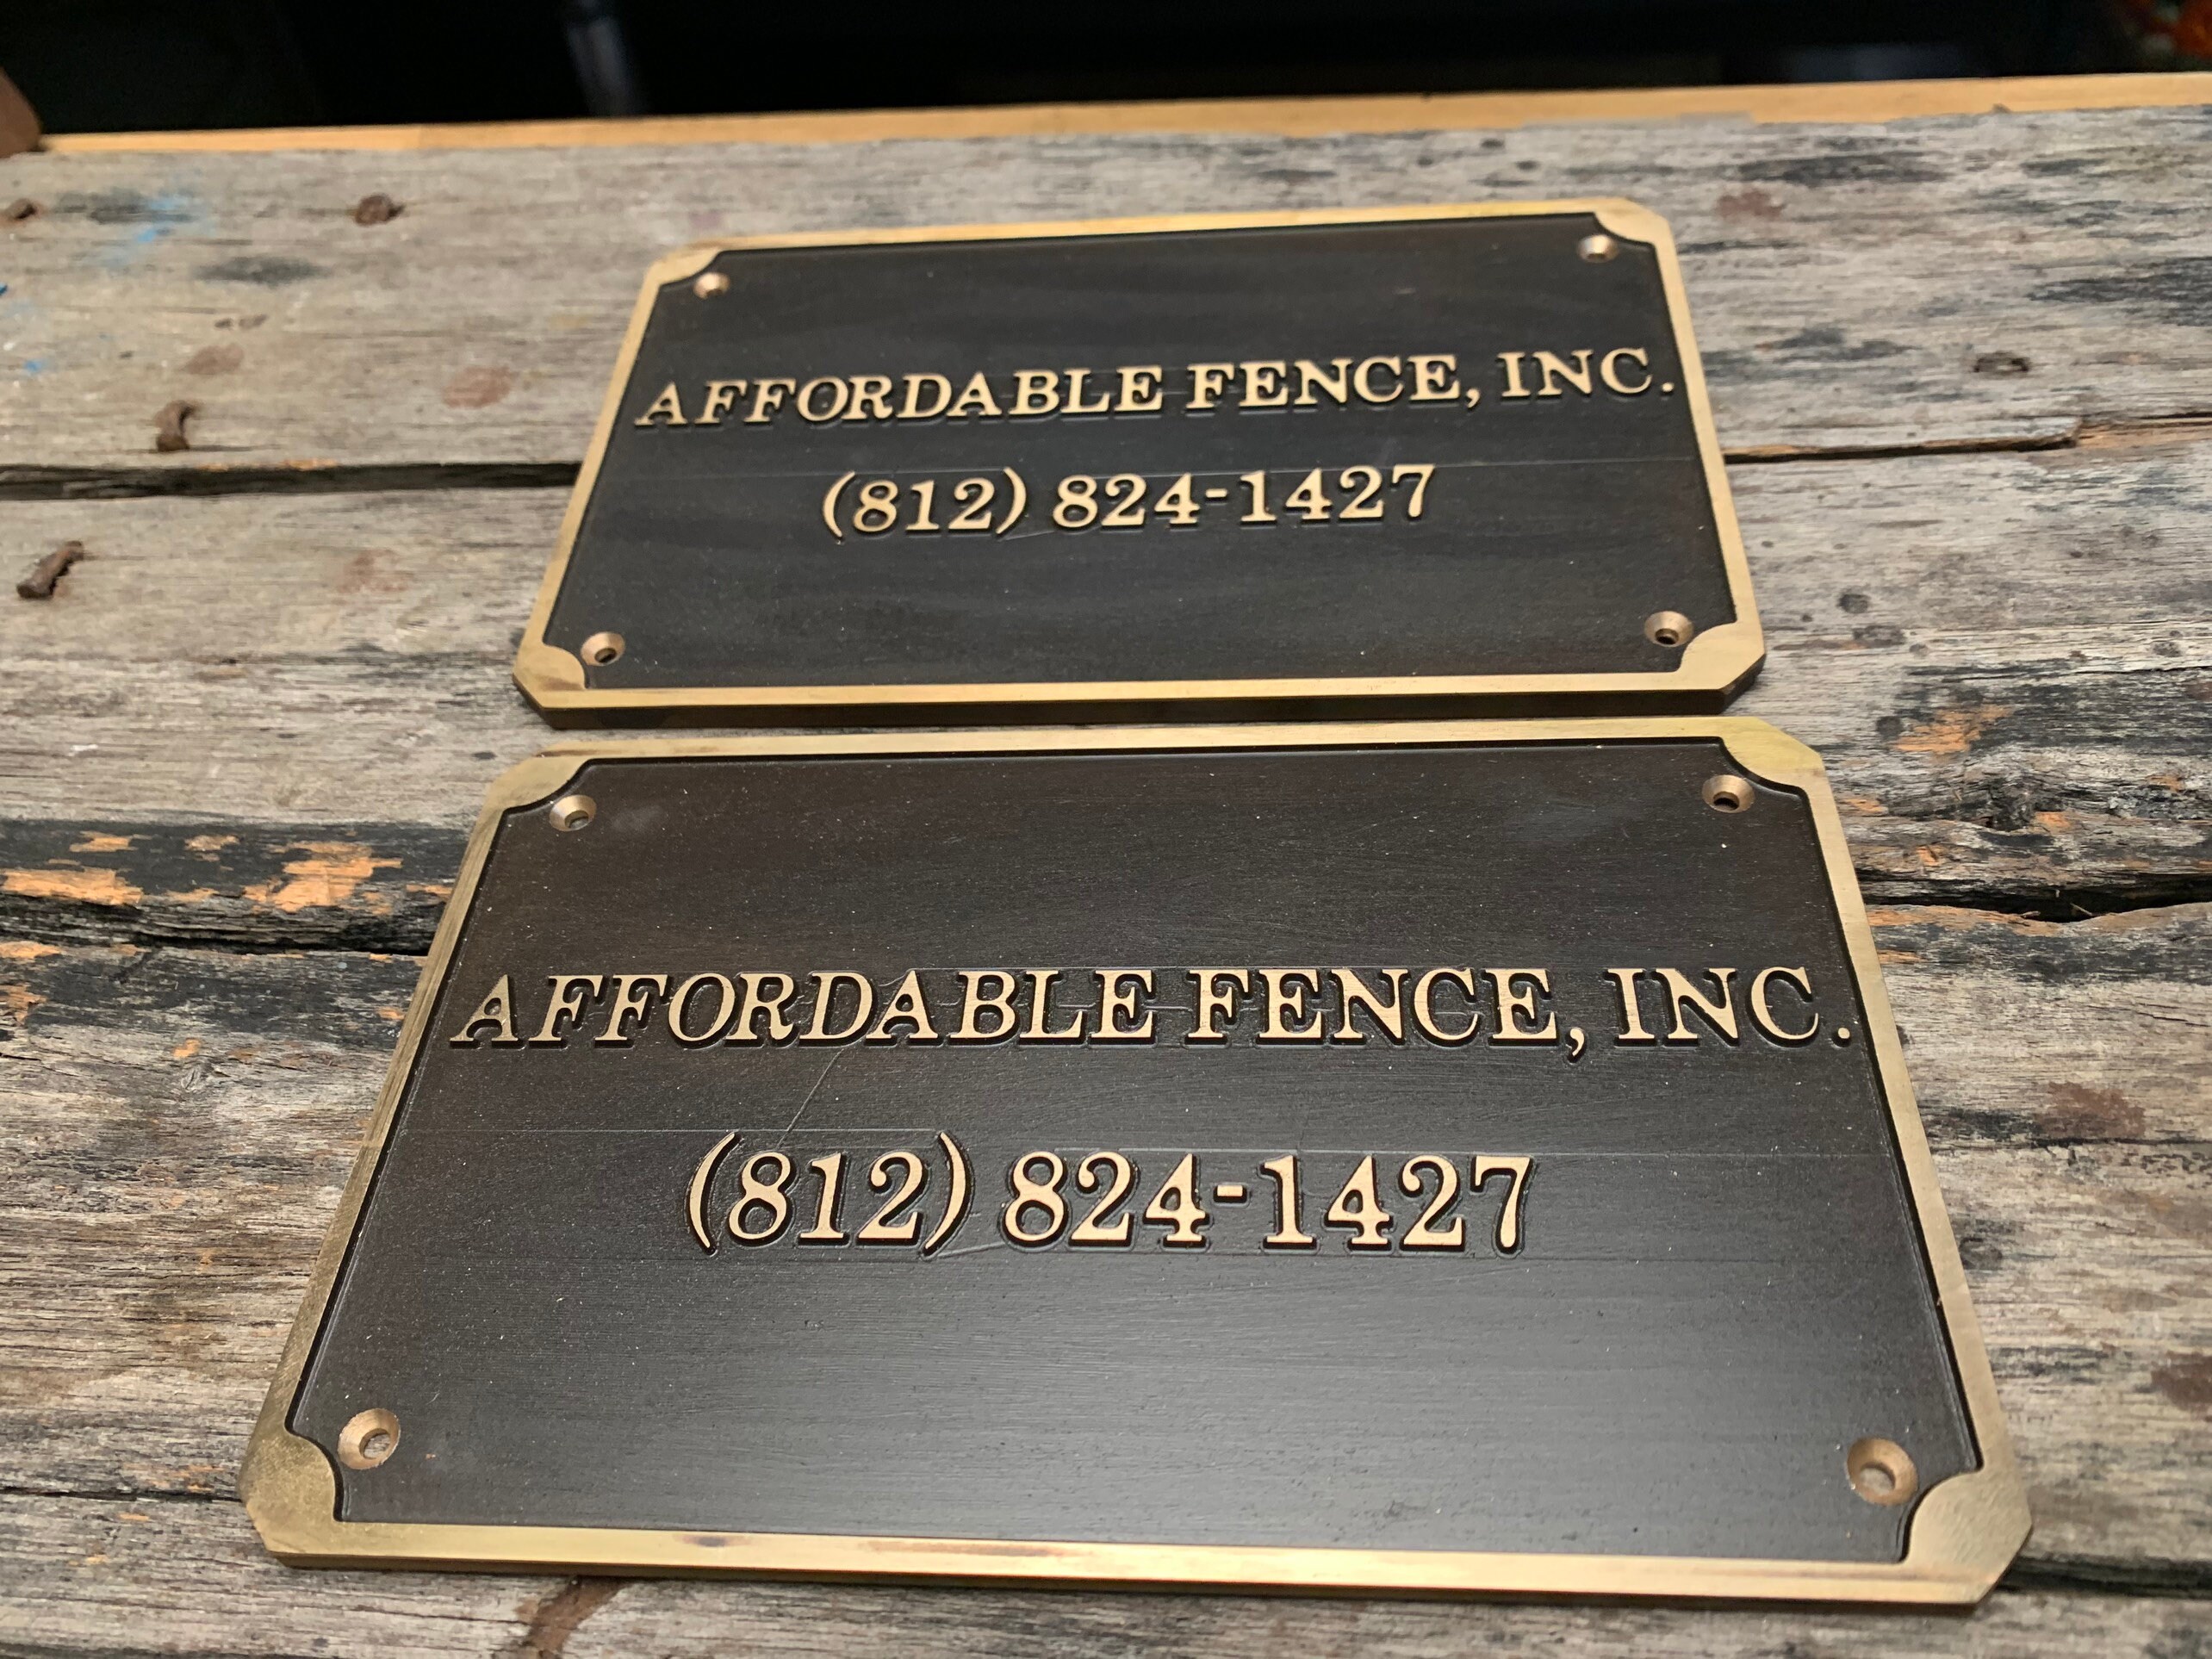 AFFORDABLE FENCE, INC.
(812) 824-1427
AFFORDABLE FENCE, INC.
(812) 824-1427